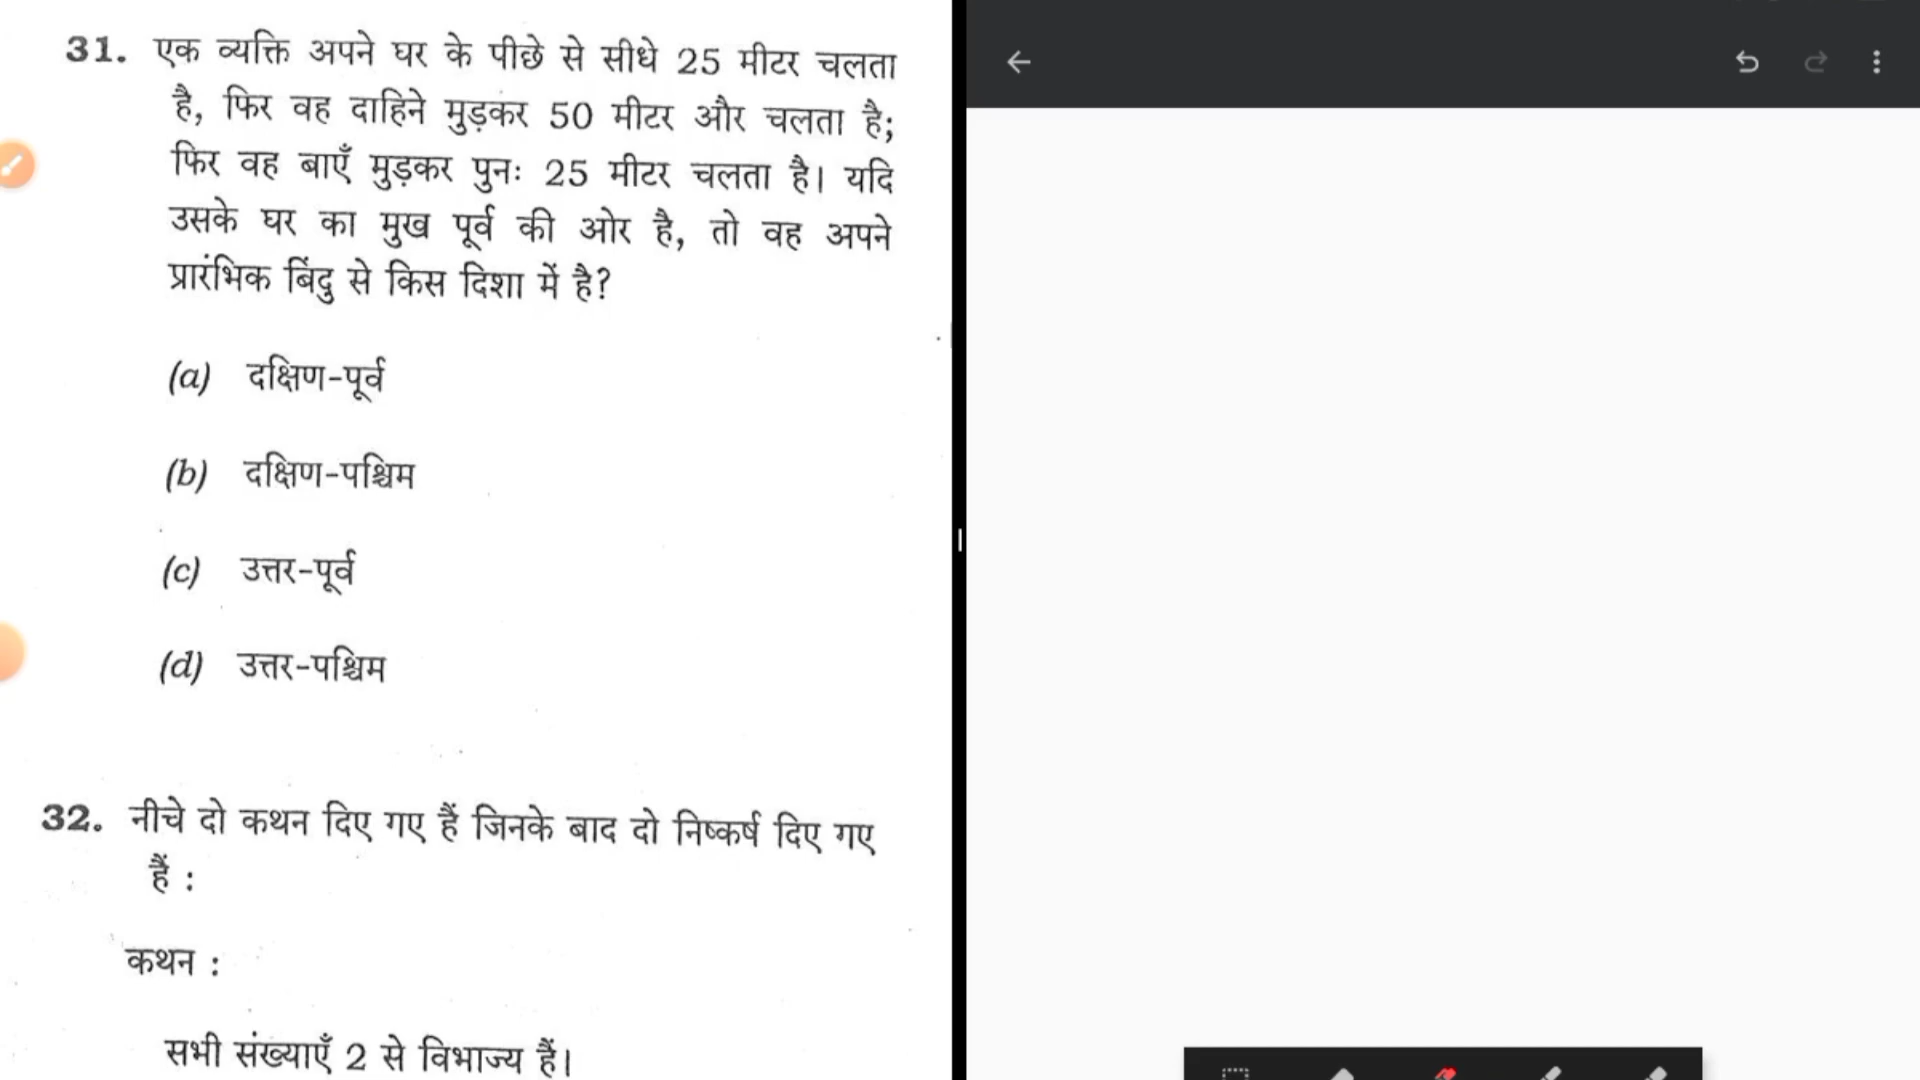 31. एक व्यक्ति अपने घर के पीछे से सीधे 25 मीटर चलता
है, फिर वह दाहिने मुड़कर 50 मीटर और चलता है;
फिर वह बाएँ मुड़कर पुनः 25 मीटर चलता है। यदि
उसके घर का मुख पूर्व की ओर है, तो वह अपने
प्रारंभिक बिंदु से किस दिशा में है?
(a) दक्षिण-पूर्व
(b) दक्षिण-पश्चिम
(c) उत्तर-पूर्व
(d) उत्तर-पश्चिम
32. नीचे दो कथन दिए गए हैं जिनके बाद दो निष्कर्ष दिए गए
हैं :
कथन :
सभी संख्याएँ 2 से विभाज्य हैं।